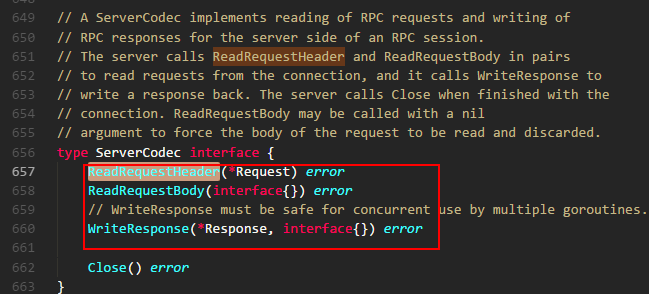 649 // A ServerCodec implements reading of RPC requests and writing of
650 // RPC responses for the server side of an RPC session.
651 // The server calls ReadRequestHeader and ReadRequestBody in pairs
652 // to read requests from the connection, and it calls WriteResponse to
653 // write a response back. The server calls Close when finished with the
654 // connection. ReadRequestBody may be called with a nil
655 // argument to force the body of the request to be read and discarded.
656 type ServerCodec interface {
657 ReadRequestHeader(*Request) error
658 ReadRequestBody(interface{}) error
659 // WriteResponse must be safe for concurrent use by multiple goroutines.
660 WriteResponse(*Response, interface{}) error
661
662 Close() error
663 }